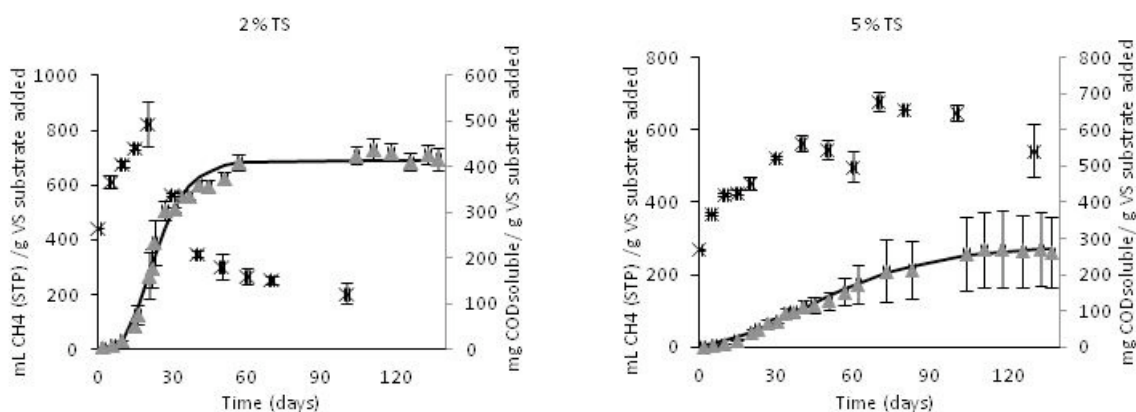 2% TS
mL CH4 (STP) /g VS substrate added
1000
800
600
400
200
0
0 30 60 90 120
Time (days)
600
500
400
300
200
100
0
mg CODsoluble/ g VS substrate added
5% TS
mL CH4 (STP) /g VS substrate added
800
600
400
200
0
0 30 60 90 120
Time (days)
800
700
600
500
400
300
200
100
0
mg CODsoluble/ g VS substrate added